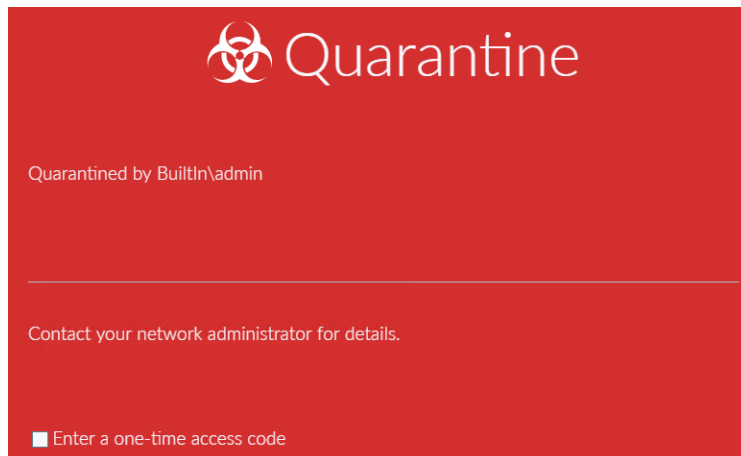 Quarantine
Quarantined by BuiltIn\admin
Contact your network administrator for details.
Enter a one-time access code